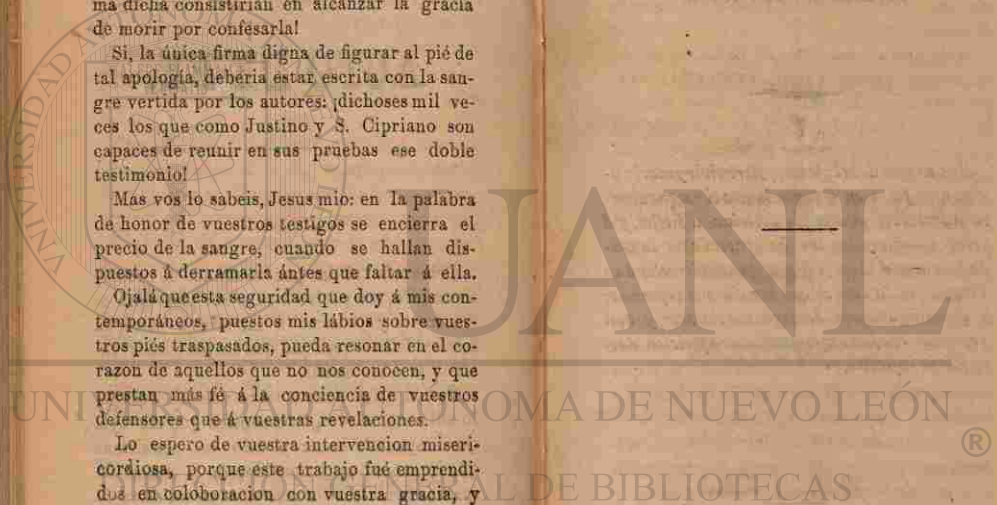 ma dicha consistirian en alcanzar la gracia
de morir por confesarla!
Si, la única firma digna de figurar al pié de
tal apología, deberia estar escrita con la san-
gre vertida por los autores: ¡dichoses mil ve-
ces los que como Justino y S. Cipriano son
capaces de reunir en sus pruebas ese doble
testimonio!
Mas vos lo sabeis, Jesus mio: en la palabra
de honor de vuestros testigos se encierra el
precio de la sangre, cuando se hallan dis-
puestos á derramarla ántes que faltar á ella.
Ojalá que esta seguridad que doy á mis con-
temporáneos, puestos mis lábios sobre vues-
tros piés traspasados, pueda resonar en el co-
razon de aquellos que no nos conocen, y que
prestan más fé á la conciencia de vuestros
defensores que á vuestras revelaciones.
Lo espero de vuestra intervencion miseri-
cordiosa, porque este trabajo fué emprendi-
dos en coloboracion con vuestra gracia, y
UANL
UNIVERSIDAD AUTÓNOMA DE NUEVO LEÓN
®
DIRECCIÓN GENERAL DE BIBLIOTECAS